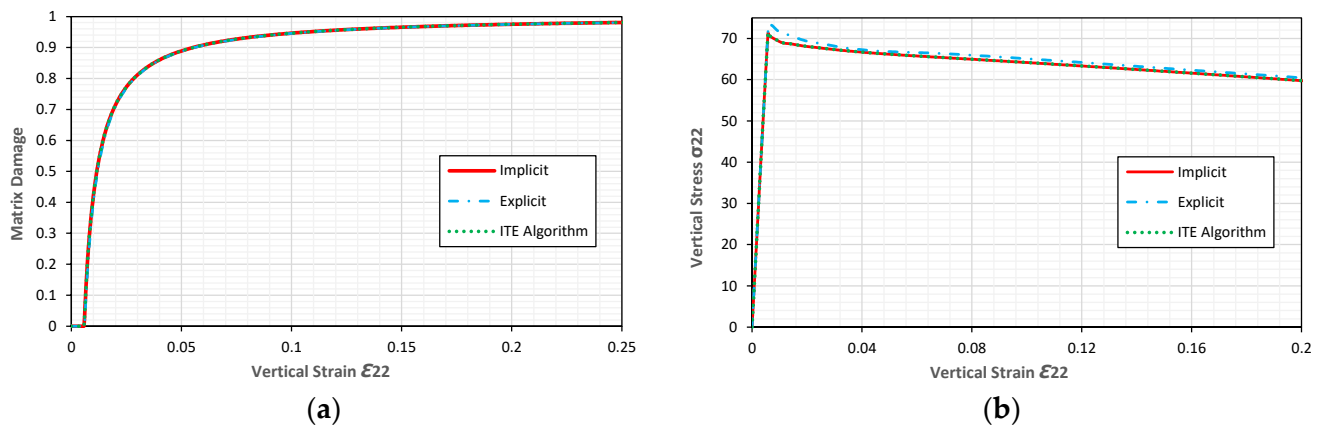 1
0.9
0.8
0.7
0.6
0.5
0.4
0.3
0.2
0.1
0
Matrix Damage
Implicit
Explicit
ITE Algorithm
0 0.05 0.1 0.15 0.2 0.25
Vertical Strain ℰ22
(a)
70
60
50
40
30
20
10
0
Vertical Stress σ22
Implicit
Explicit
ITE Algorithm
0 0.04 0.08 0.12 0.16 0.2
Vertical Strain ℰ22
(b)